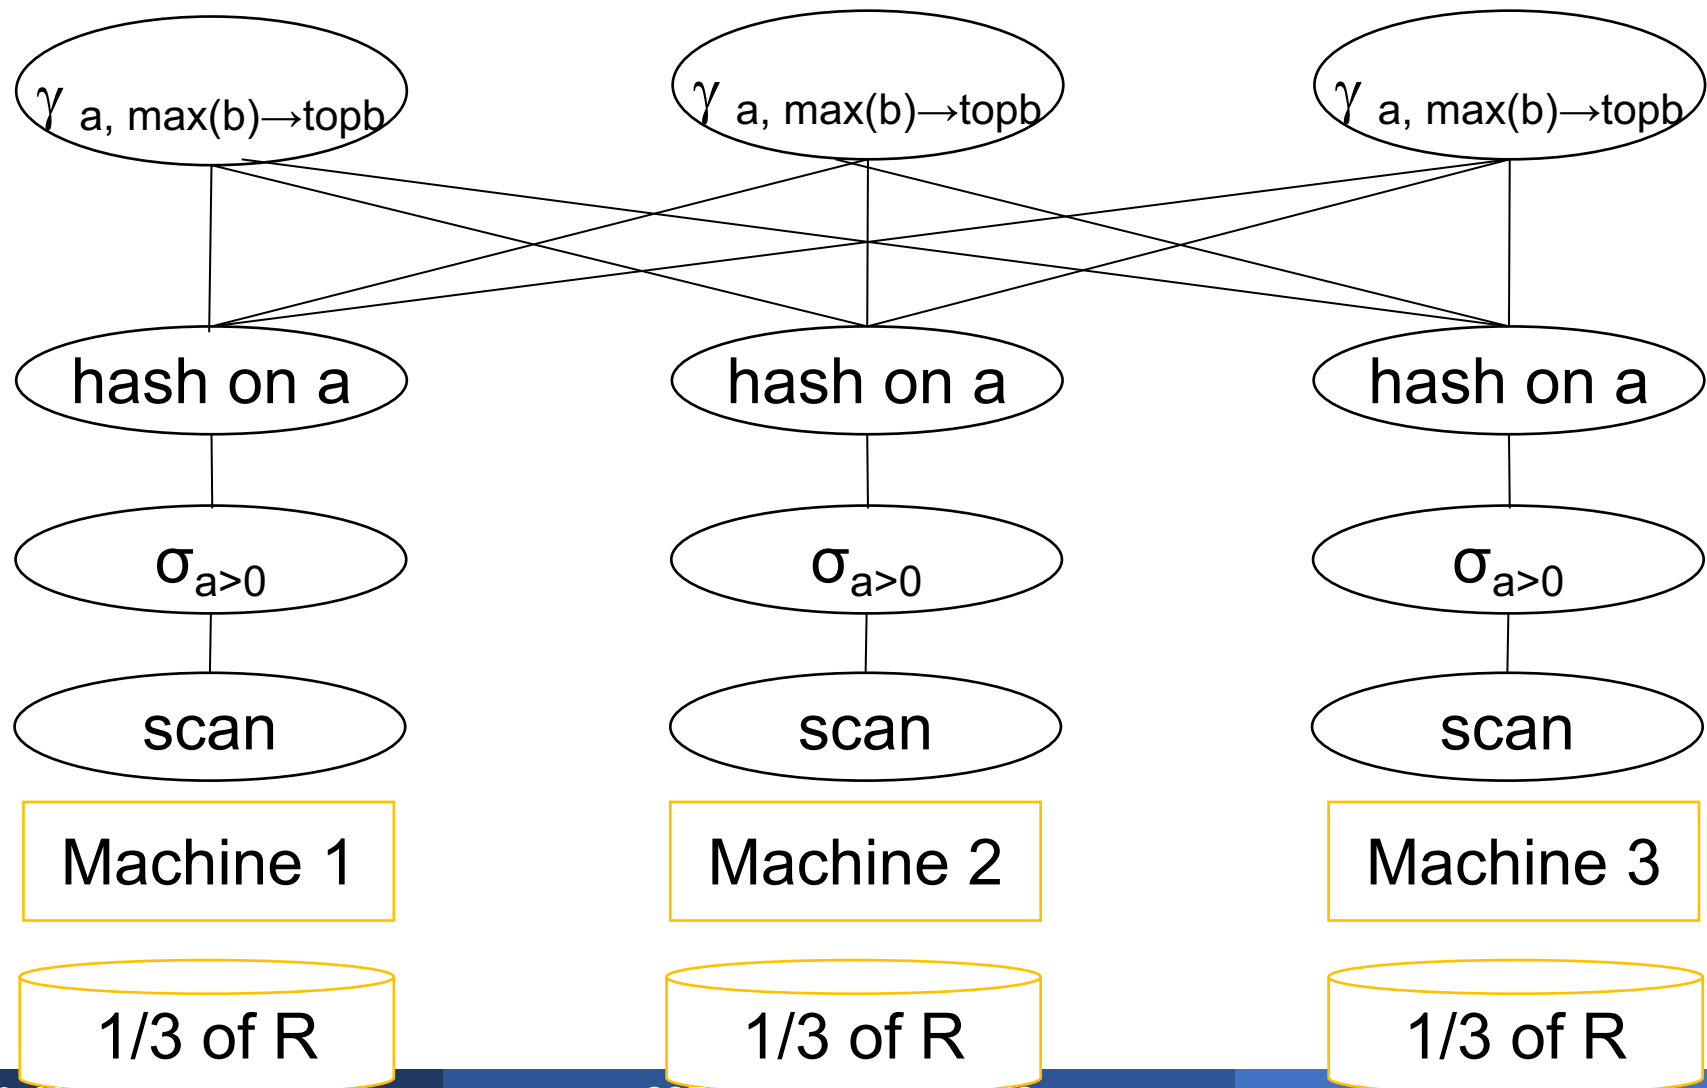 γ a, max(b)→topb γ a, max(b)→topb γ a, max(b)→topb
hash on a hash on a hash on a
σa>0 σa>0 σa>0
scan scan scan
Machine 1 Machine 2 Machine 3
1/3 of R 1/3 of R 1/3 of R